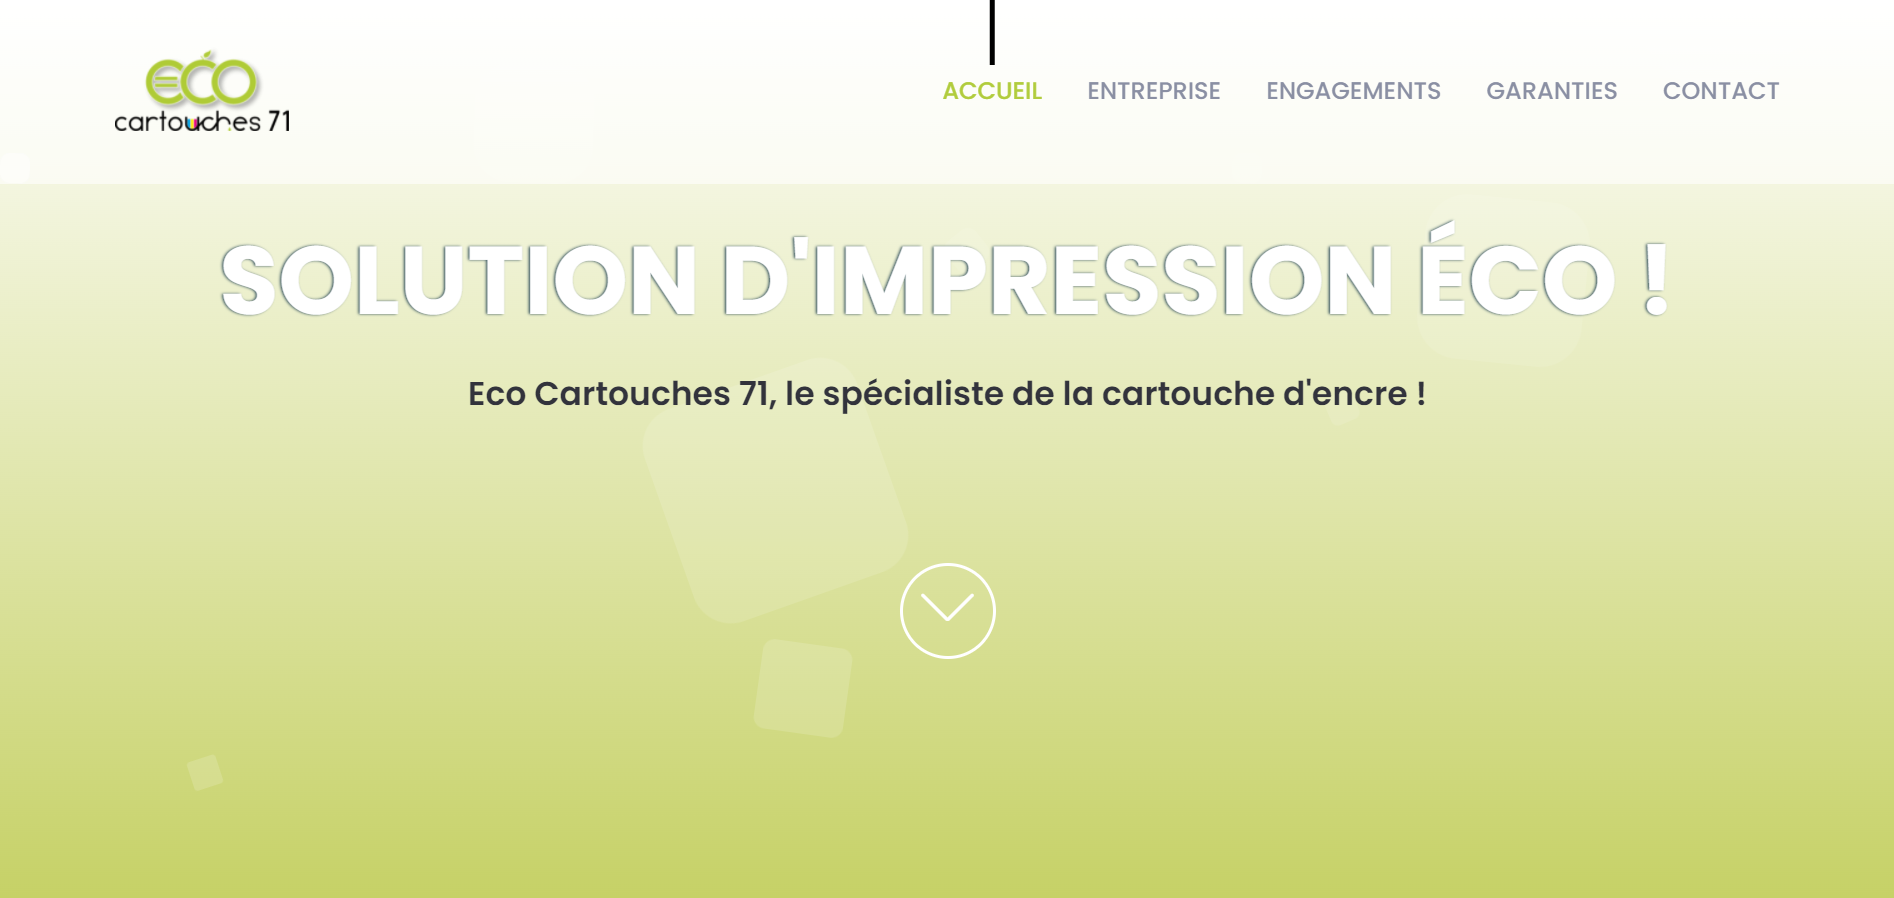 éco
cartouches 71
ACCUEIL ENTREPRISE ENGAGEMENTS GARANTIES CONTACT
SOLUTION D'IMPRESSION ÉCO !
Eco Cartouches 71, le spécialiste de la cartouche d'encre !